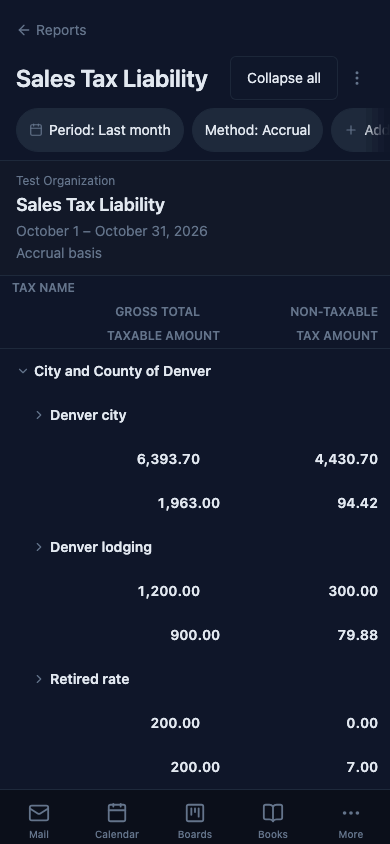 Reports
Sales Tax Liability
Collapse all
Period: Last month
Method: Accrual
Test Organization
Sales Tax Liability
October 1 – October 31, 2026
Accrual basis
TAX NAME
GROSS TOTAL NON-TAXABLE
TAXABLE AMOUNT TAX AMOUNT
City and County of Denver
Denver city
6,393.70 4,430.70
1,963.00 94.42
Denver lodging
1,200.00 300.00
900.00 79.88
Retired rate
200.00 0.00
200.00 7.00
Mail Calendar Boards Books More